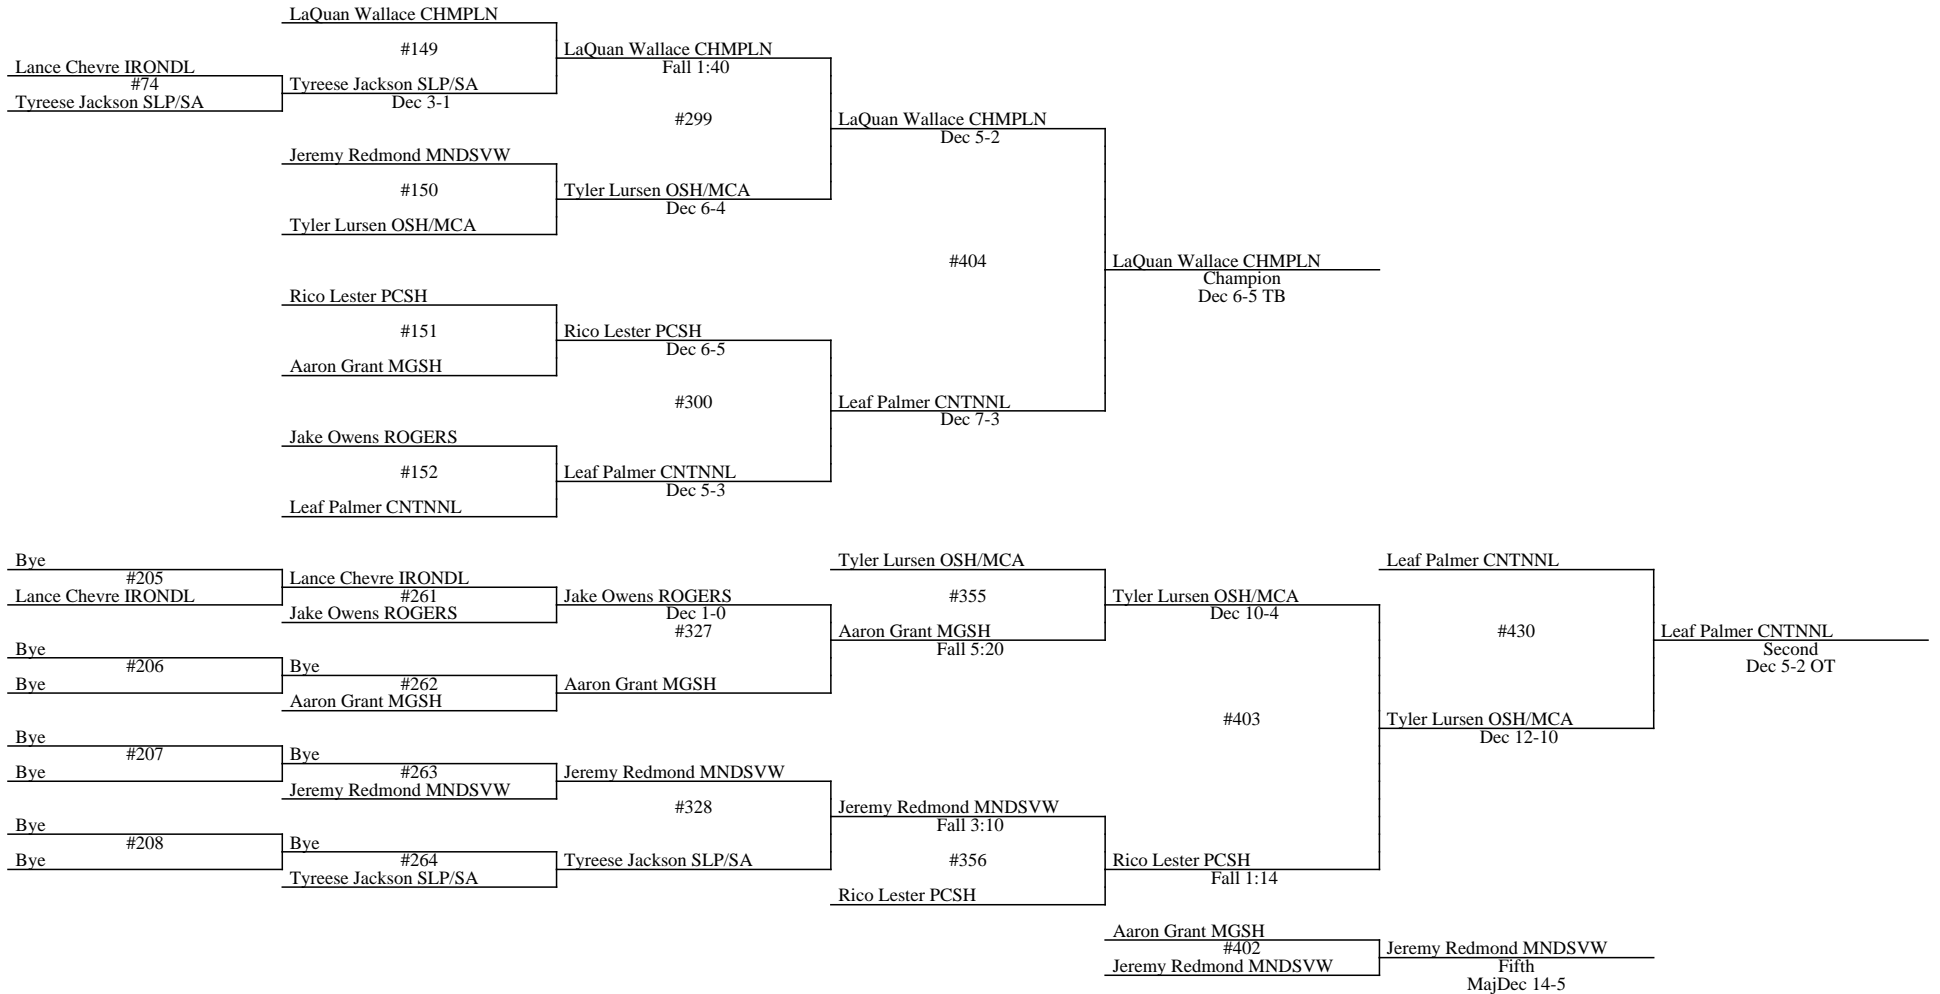 LaQuan Wallace CHMPLN
#149
LaQuan Wallace CHMPLN
Fall 1:40
Lance Chevre IRONDL
#74
Tyreese Jackson SLP/SA
Tyreese Jackson SLP/SA
Dec 3-1
#299
LaQuan Wallace CHMPLN
Dec 5-2
Jeremy Redmond MNDSVW
#150
Tyler Lursen OSH/MCA
Dec 6-4
Tyler Lursen OSH/MCA
#404
LaQuan Wallace CHMPLN
Champion
Dec 6-5 TB
Rico Lester PCSH
#151
Rico Lester PCSH
Dec 6-5
Aaron Grant MGSH
#300
Leaf Palmer CNTNNL
Dec 7-3
Jake Owens ROGERS
#152
Leaf Palmer CNTNNL
Dec 5-3
Leaf Palmer CNTNNL
Bye
#205
Lance Chevre IRONDL
Lance Chevre IRONDL
#261
Jake Owens ROGERS
Jake Owens ROGERS
Dec 1-0
#327
Tyler Lursen OSH/MCA
#355
Aaron Grant MGSH
Fall 5:20
Tyler Lursen OSH/MCA
Dec 10-4
Leaf Palmer CNTNNL
#430
Leaf Palmer CNTNNL
Second
Dec 5-2 OT
Bye
#206
Bye
Bye
#262
Aaron Grant MGSH
Aaron Grant MGSH
#403
Tyler Lursen OSH/MCA
Dec 12-10
Bye
#207
Bye
Bye
#263
Jeremy Redmond MNDSVW
Jeremy Redmond MNDSVW
#328
Jeremy Redmond MNDSVW
Fall 3:10
Bye
#208
Bye
Bye
#264
Tyreese Jackson SLP/SA
Tyreese Jackson SLP/SA
#356
Rico Lester PCSH
Rico Lester PCSH
Fall 1:14
Aaron Grant MGSH
#402
Jeremy Redmond MNDSVW
Jeremy Redmond MNDSVW
Fifth
MajDec 14-5